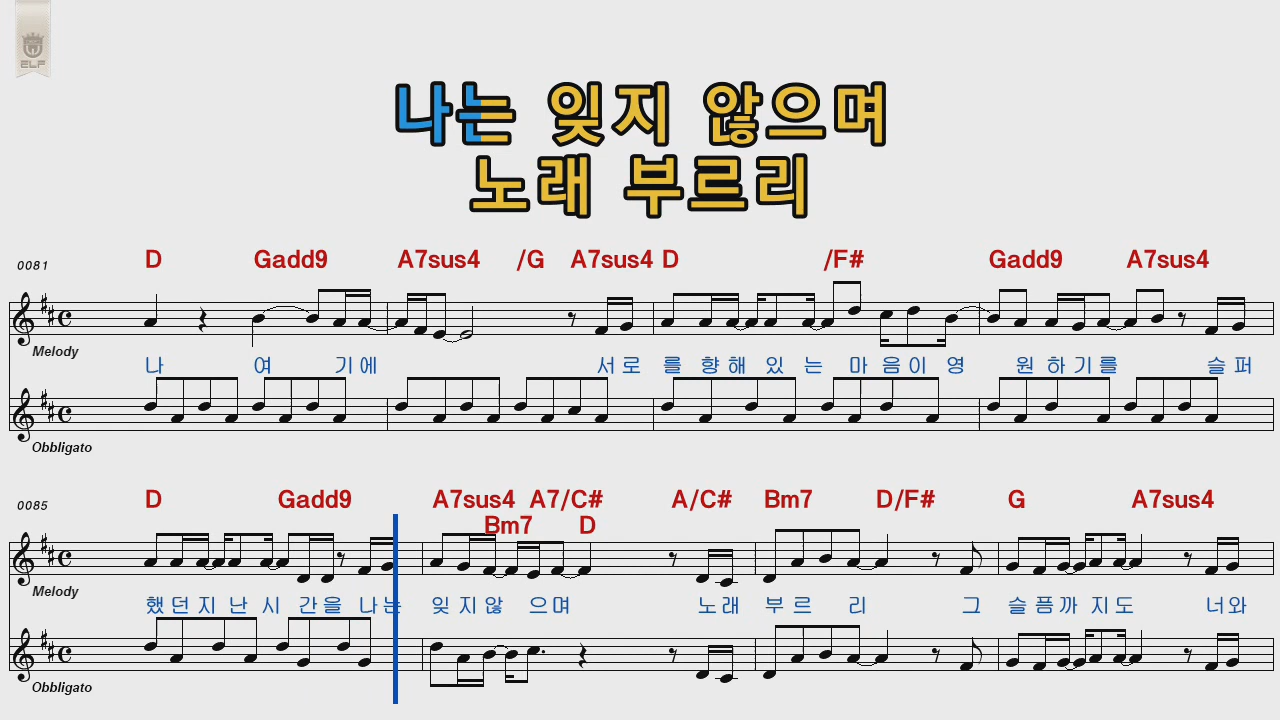 ELF
나는 잊지 않으며
노래 부르리
0081 D Gadd9 A7sus4 /G A7sus4 D /F# Gadd9 A7sus4
Melody
나 여 기에 서로 를 향해 있 는 마 음이 영 원 하기를 슬퍼
Obbligato
0085 D Gadd9 A7sus4 A7/C# A/C# Bm7 D/F# G A7sus4
Bm7 D
Melody
했던지 난 시 간을 나는 잊지않 으며 노래 부르 리 그 슬픔까 지도 너와
Obbligato